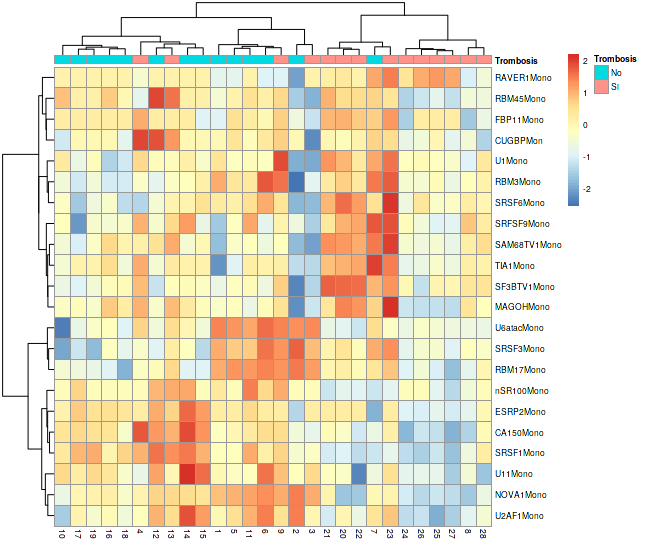 Trombosis
RAVER1Mono
RBM45Mono
FBP11Mono
CUGBPMon
U1Mono
RBM3Mono
SRSF6Mono
SRFSF9Mono
SAM68TV1Mono
TIA1Mono
SF3BTV1Mono
MAGOHMono
U6atacMono
SRSF3Mono
RBM17Mono
nSR100Mono
ESRP2Mono
CA150Mono
SRSF1Mono
U11Mono
NOVA1Mono
U2AF1Mono
10 17 19 16 18 4 12 13 14 15 1 5 11 6 9 2 3 21 20 22 7 23 24 26 25 27 8 28
2
1
0
-1
-2
Trombosis
No
SI